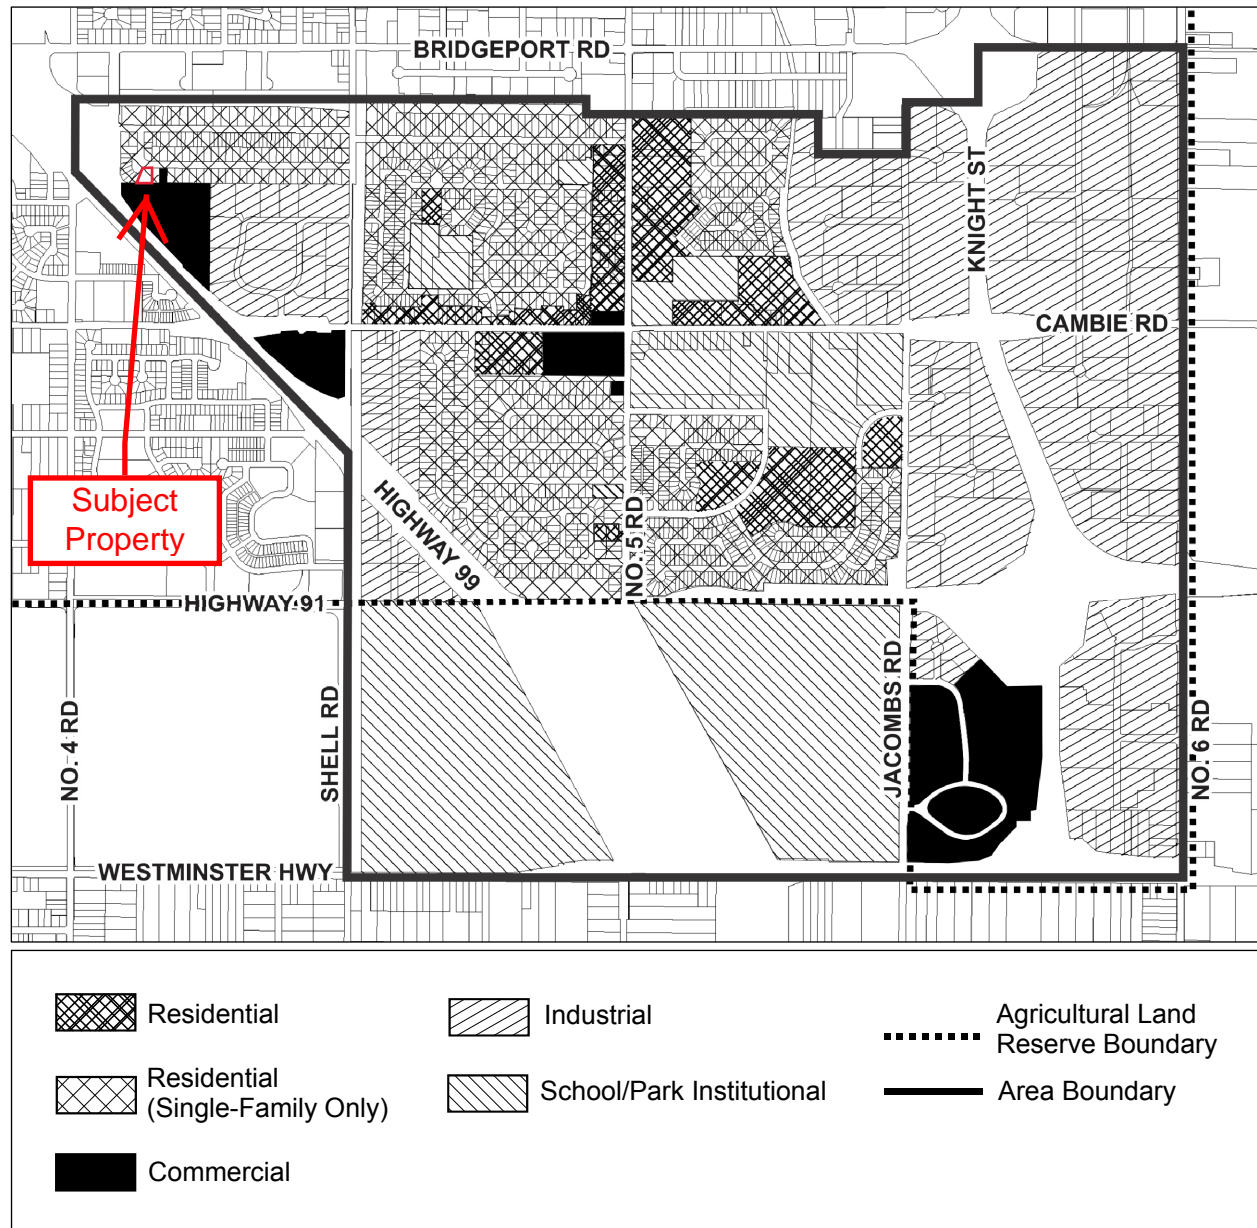 BRIDGEPORT RD
KNIGHT ST
CAMBIE RD
Subject
Property
HIGHWAY 99
NO. 5 RD
HIGHWAY 91
NO. 4 RD
SHELL RD
JACOMBS RD
NO. 6 RD
WESTMINSTER HWY
Residential
Residential
(Single-Family Only)
Commercial
Industrial
School/Park Institutional
Agricultural Land
Reserve Boundary
Area Boundary